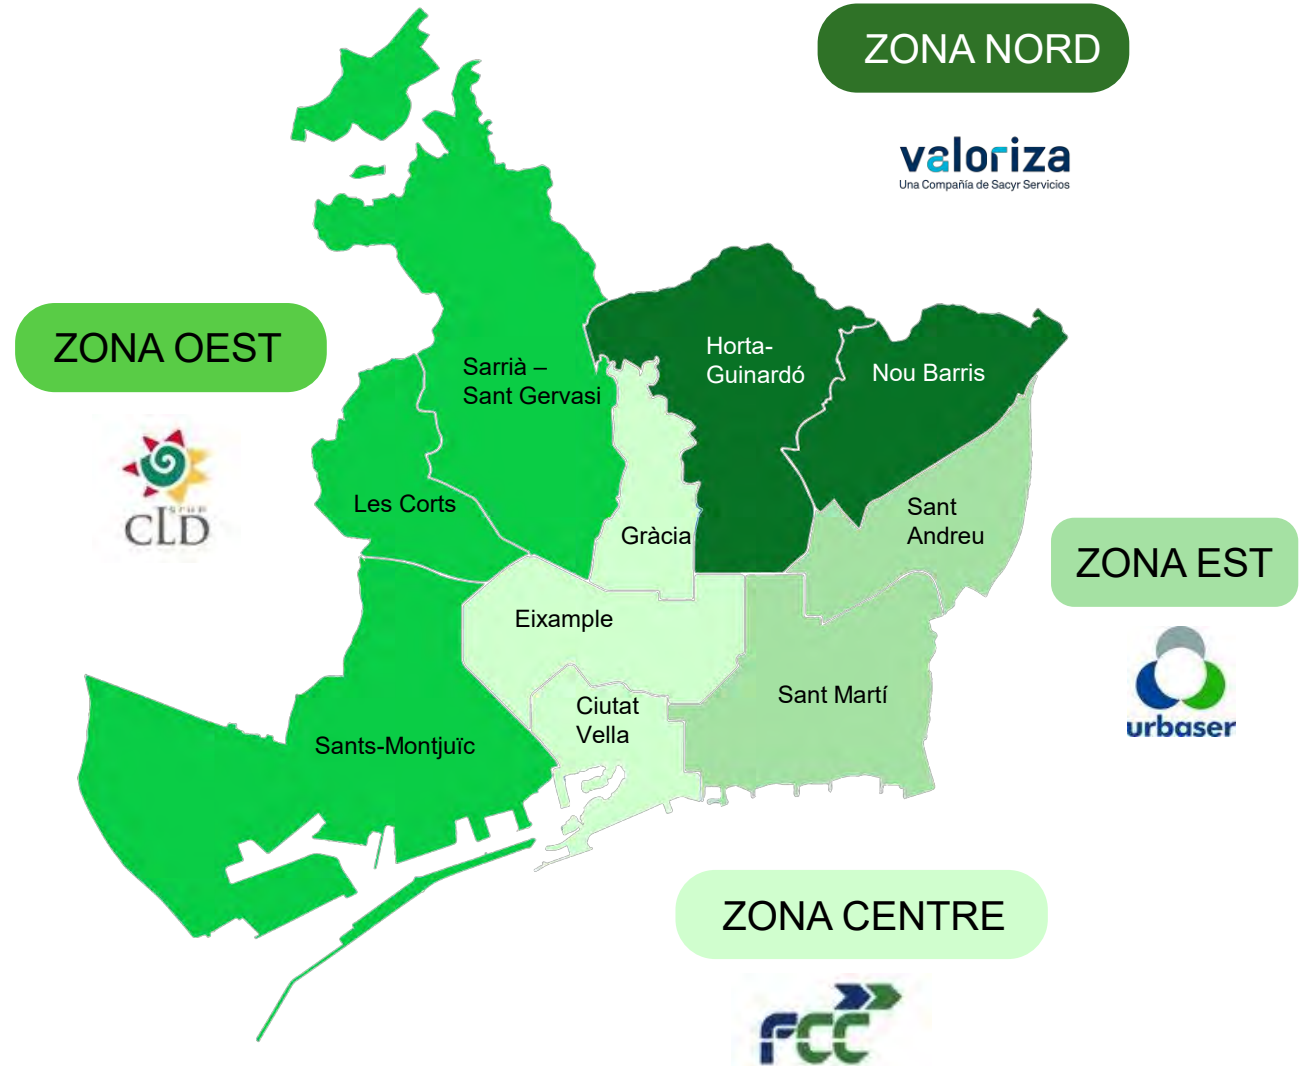 ZONA NORD
valoriza
Una Compañía de Sacyr Servicios
ZONA OEST
grup
CLD
Sarrià –
Sant Gervasi
Horta-
Guinardó
Nou Barris
Les Corts
Gràcia
Sant
Andreu
ZONA EST
urbaser
Eixample
Ciutat
Vella
Sant Martí
Sants-Montjuïc
ZONA CENTRE
FCC